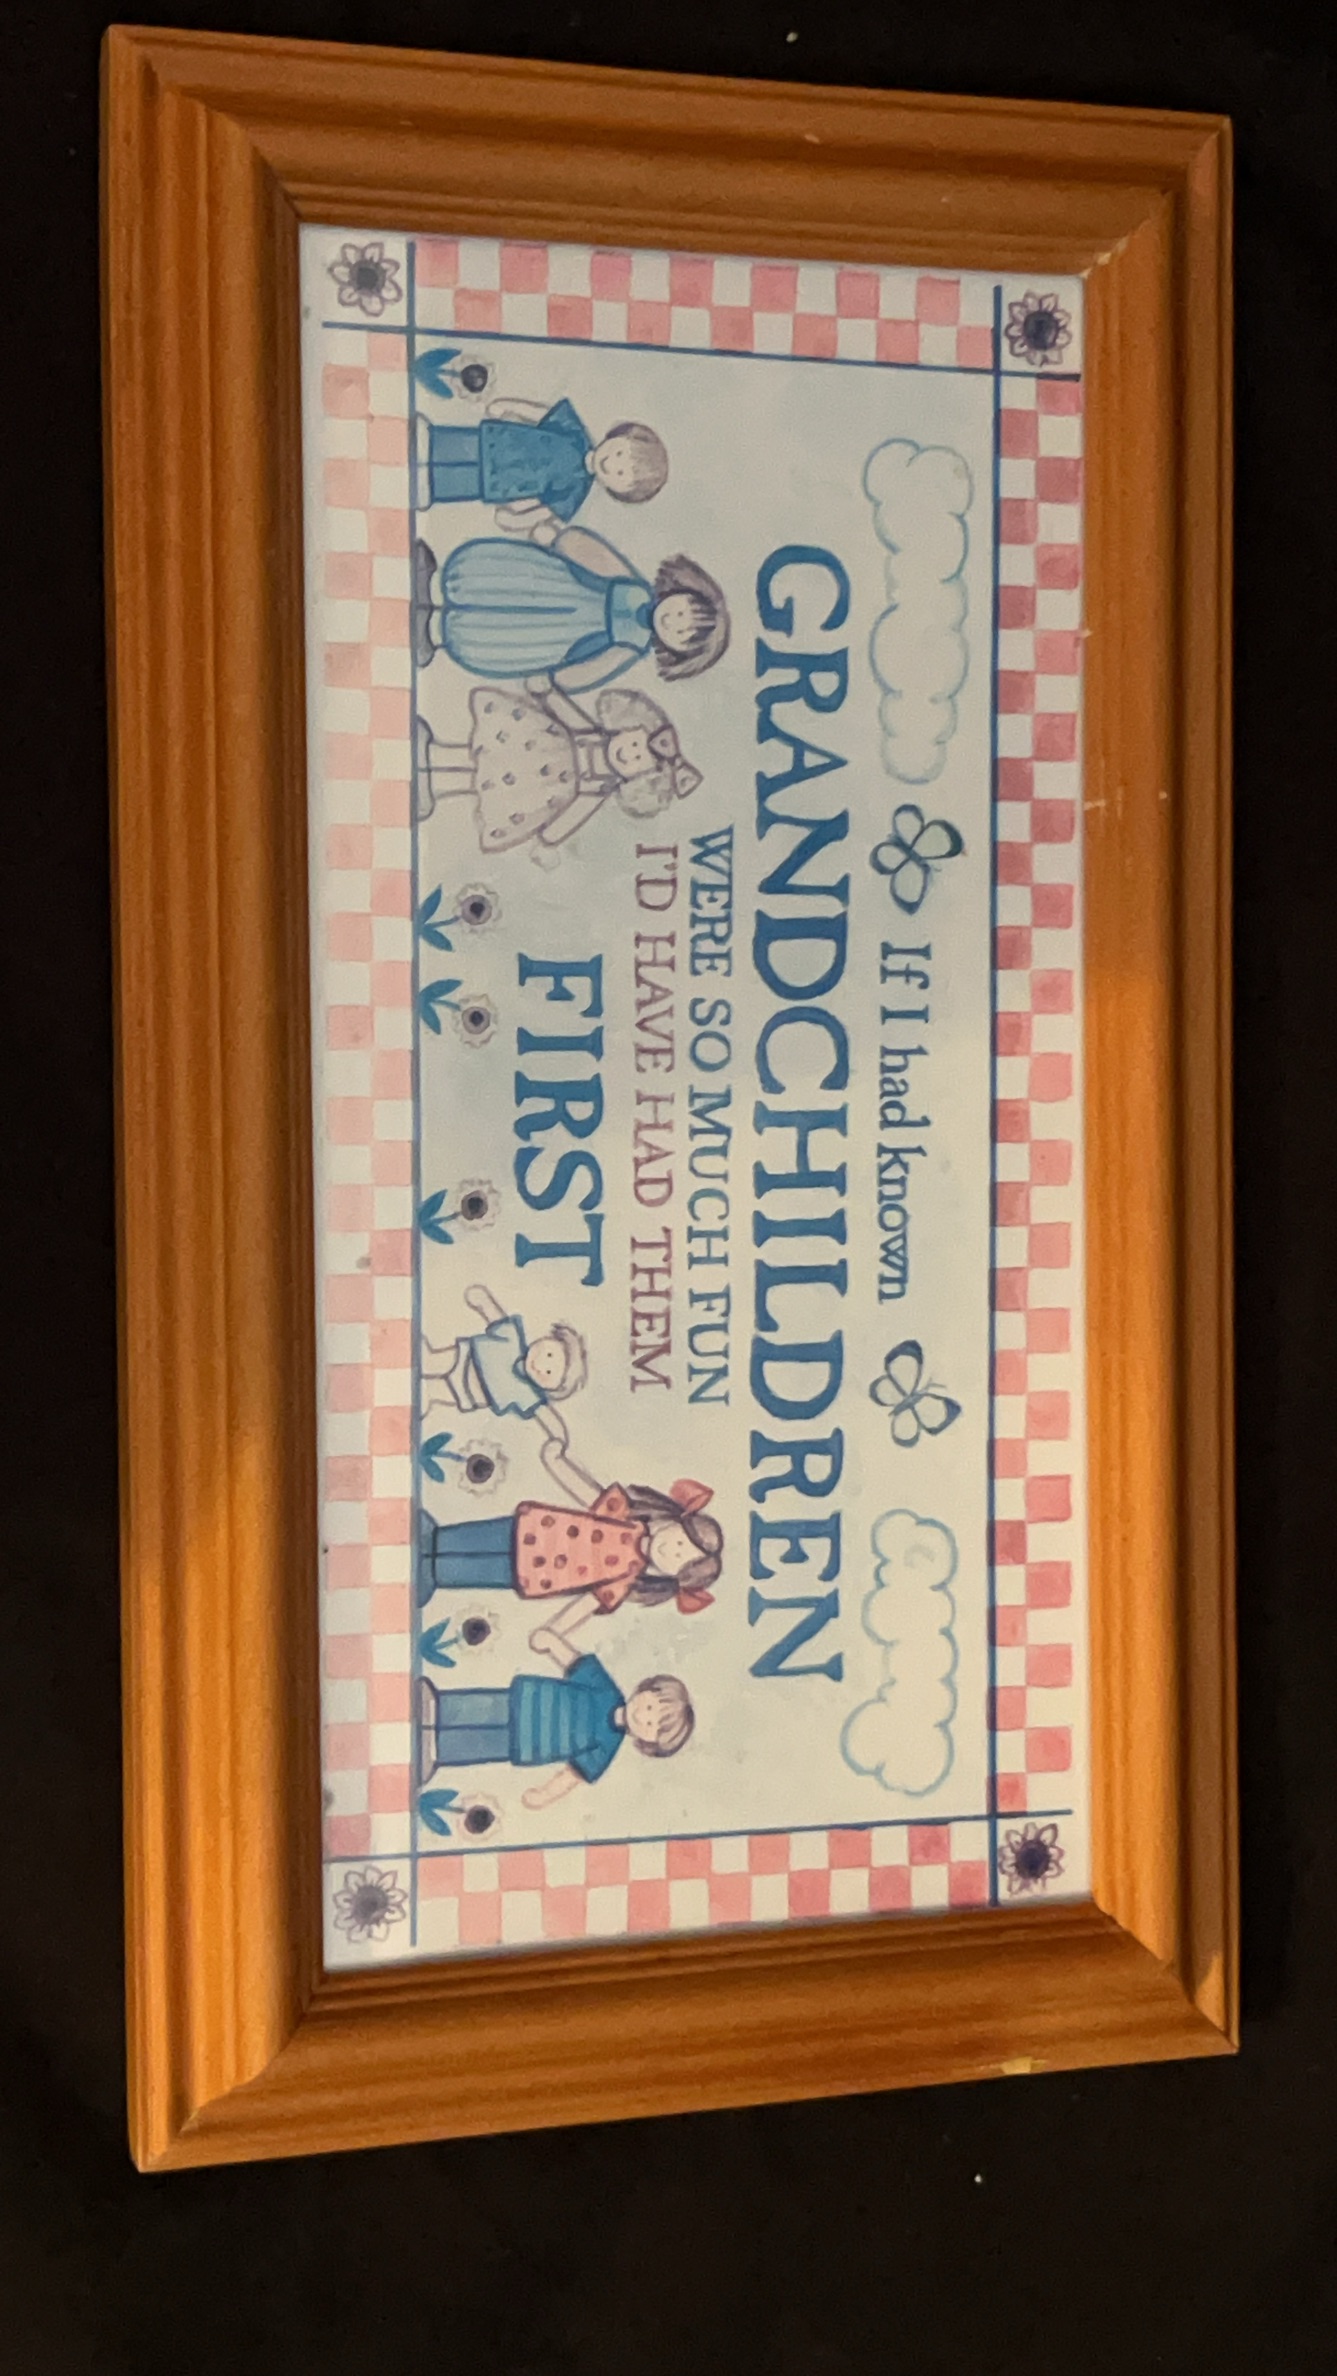 If I had known
GRANDCHILDREN
WERE SO MUCH FUN
I'D HAVE HAD THEM
FIRST